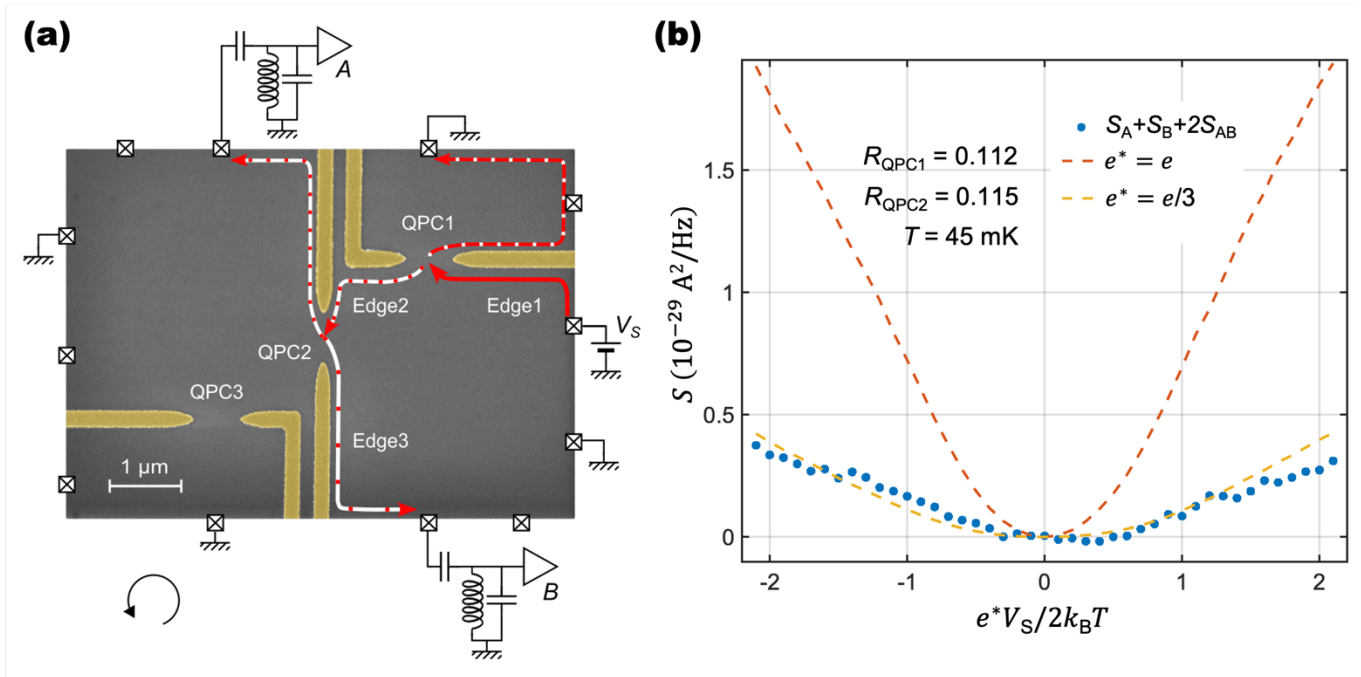 (a)
A
QPC1
Edge2
Edge1
V_S
QPC2
QPC3
Edge3
1 μm
B
(b)
S (10⁻²⁹ A²/Hz)
1.5
1
0.5
0
-2
-1
0
1
2
e*V_S/2k_BT
R_QPC1 = 0.112
R_QPC2 = 0.115
T = 45 mK
S_A+S_B+2S_AB
e* = e
e* = e/3